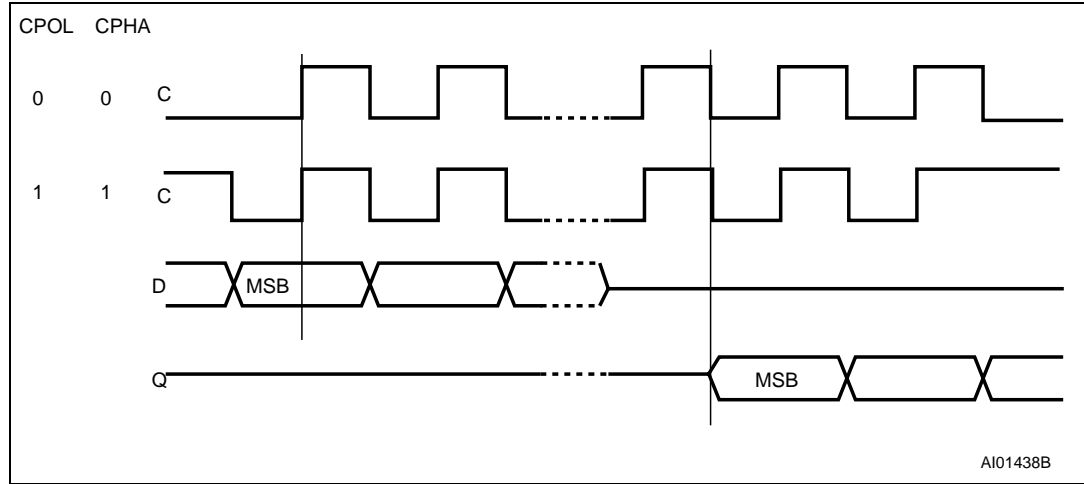 CPOL CPHA
0 0 C
1 1 C
D MSB
Q MSB
AI01438B